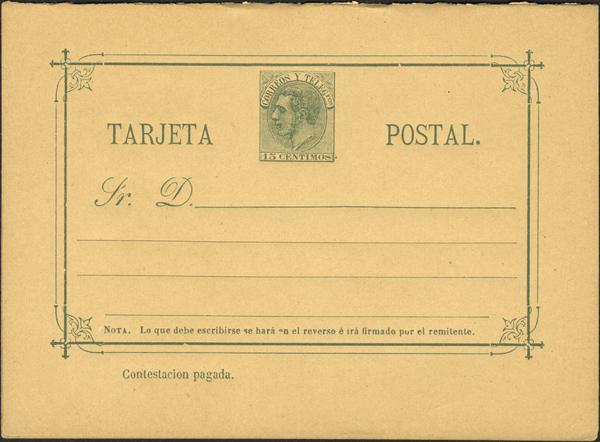 CORREOS Y TELEGFOS
15 CENTIMOS
TARJETA POSTAL.
Sr. D.
NOTA. Lo que debe escribirse se hará en el reverso é irá firmado por el remitente.
Contestacion pagada.